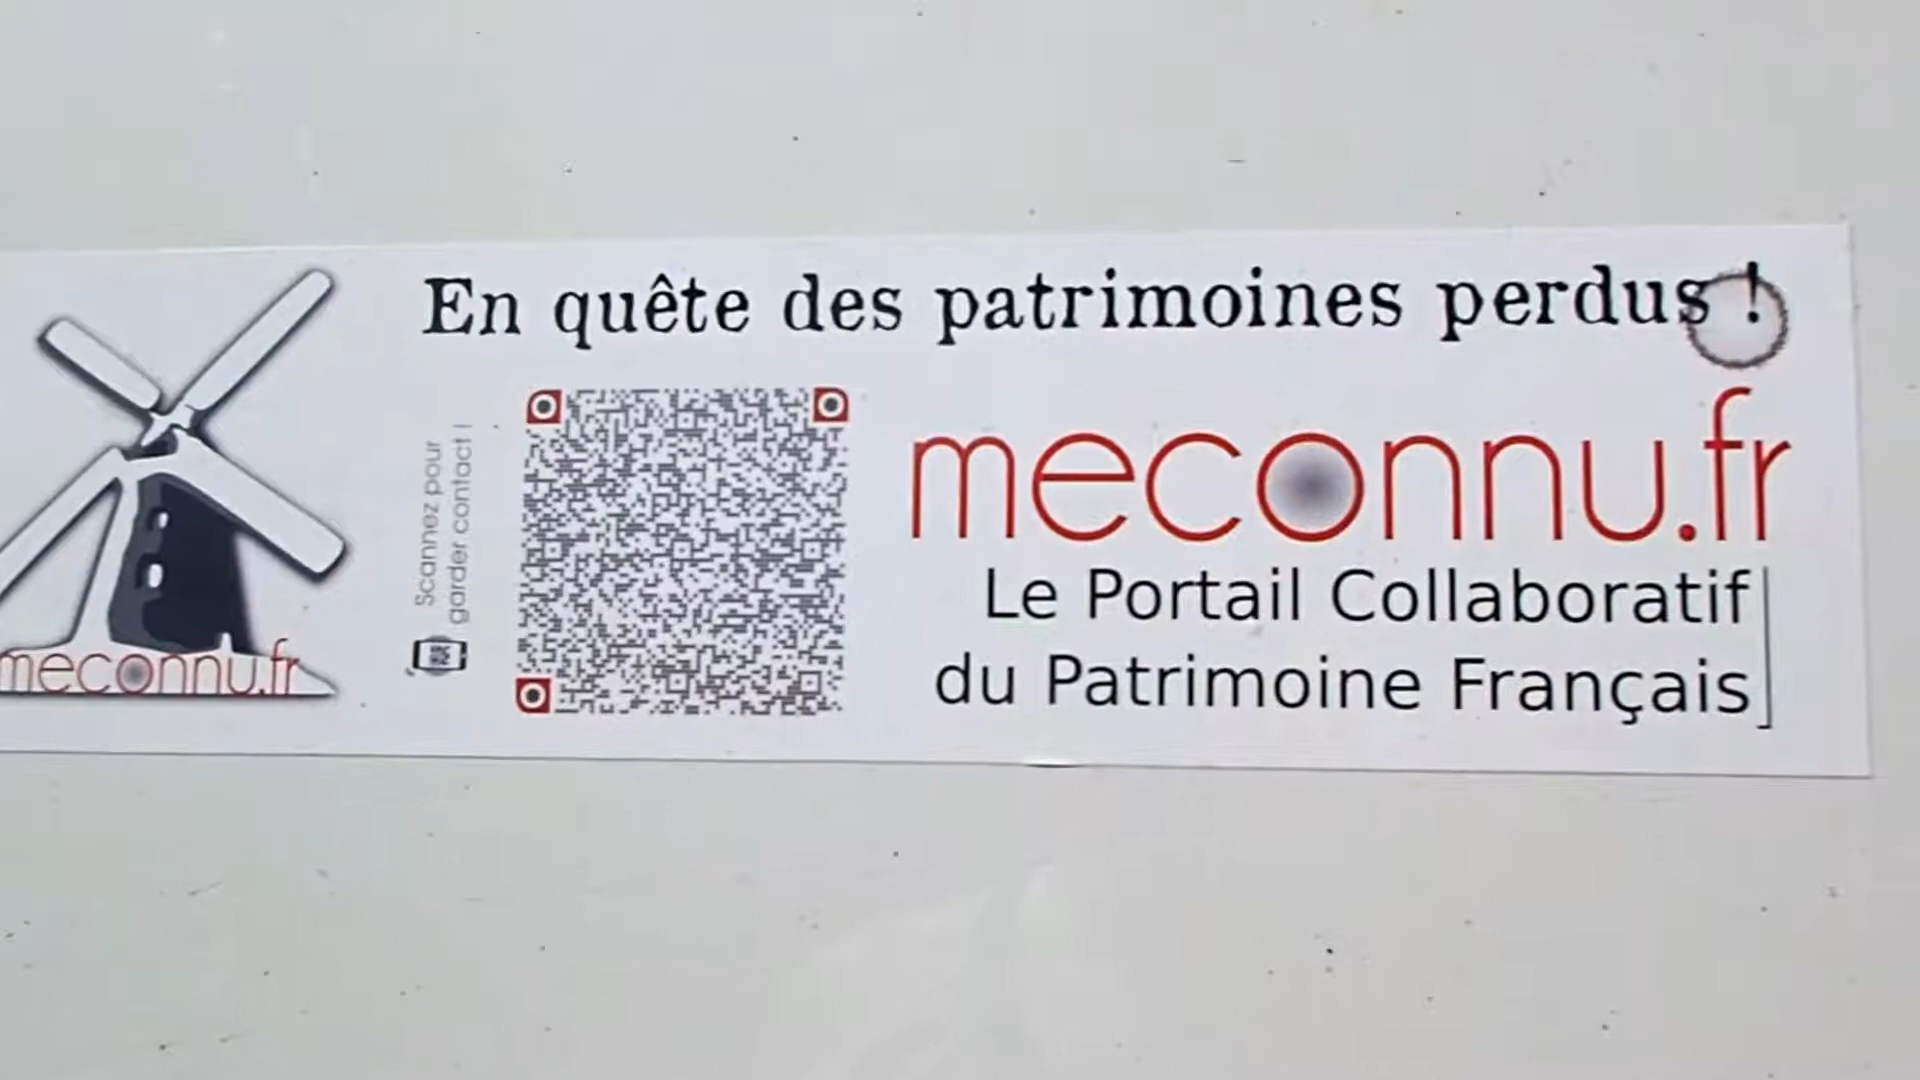 En quête des patrimoines perdus !
meconnu.fr
Scannez pour
garder contact !
meconnu.fr
Le Portail Collaboratif
du Patrimoine Français